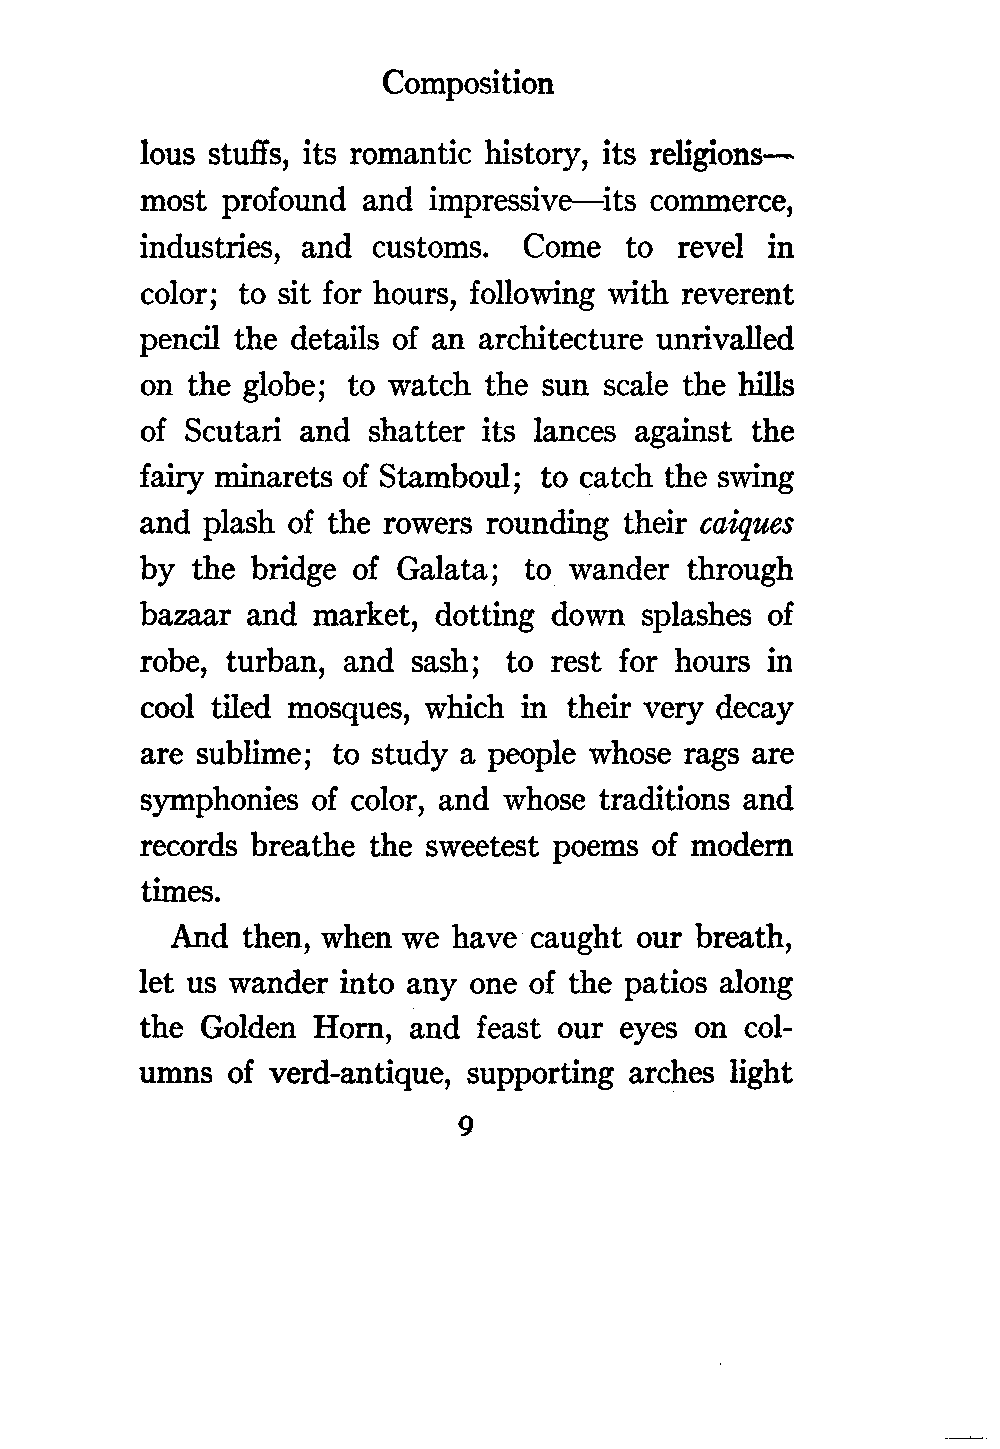 Composition
lous stuffs, its romantic history, its religions—
most profound and impressive—its commerce,
industries, and customs. Come to revel in
color; to sit for hours, following with reverent
pencil the details of an architecture unrivalled
on the globe; to watch the sun scale the hills
of Scutari and shatter its lances against the
fairy minarets of Stamboul; to catch the swing
and plash of the rowers rounding their caiques
by the bridge of Galata; to wander through
bazaar and market, dotting down splashes of
robe, turban, and sash; to rest for hours in
cool tiled mosques, which in their very decay
are sublime; to study a people whose rags are
symphonies of color, and whose traditions and
records breathe the sweetest poems of modern
times.
And then, when we have caught our breath,
let us wander into any one of the patios along
the Golden Horn, and feast our eyes on col-
umns of verd-antique, supporting arches light
9